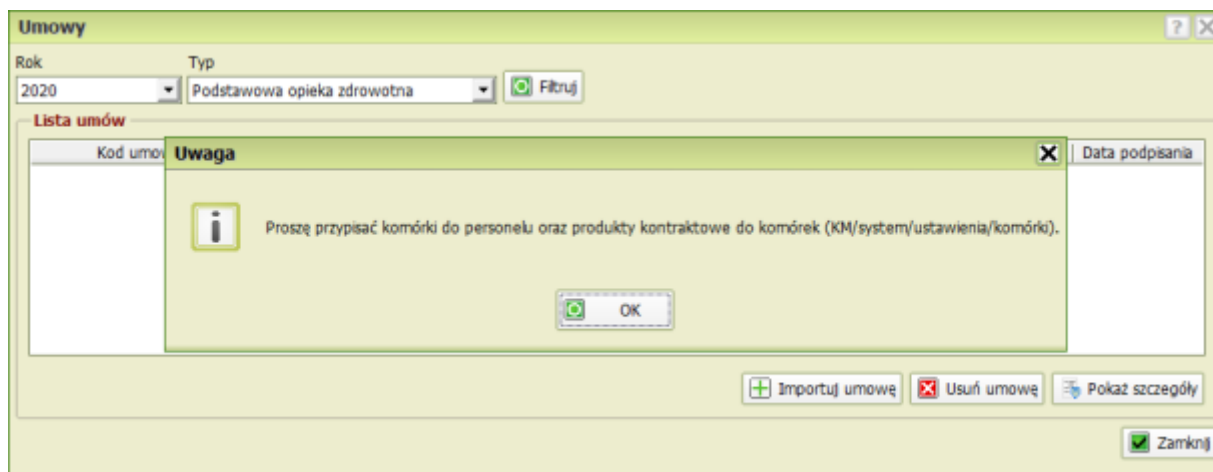 Umowy
Rok Typ
2020 Podstawowa opieka zdrowotna Filtruj
Lista umów
Kod umow Data podpisania
Uwaga
Proszę przypisać komórki do personelu oraz produkty kontraktowe do komórek (KM/system/ustawienia/komórki).
OK
Importuj umowę Usuń umowę Pokaż szczegóły
Zamknij